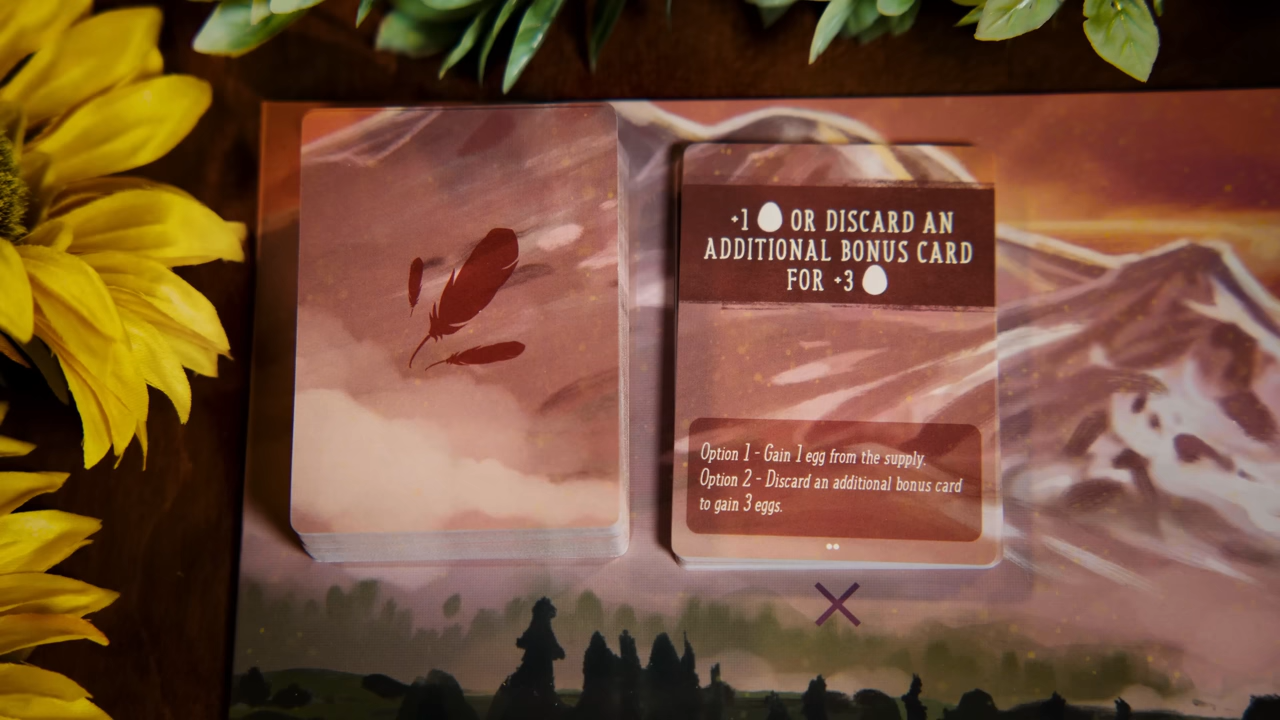 +1 OR DISCARD AN
ADDITIONAL BONUS CARD
FOR +3
Option 1 - Gain 1 egg from the supply.
Option 2 - Discard an additional bonus card
to gain 3 eggs.